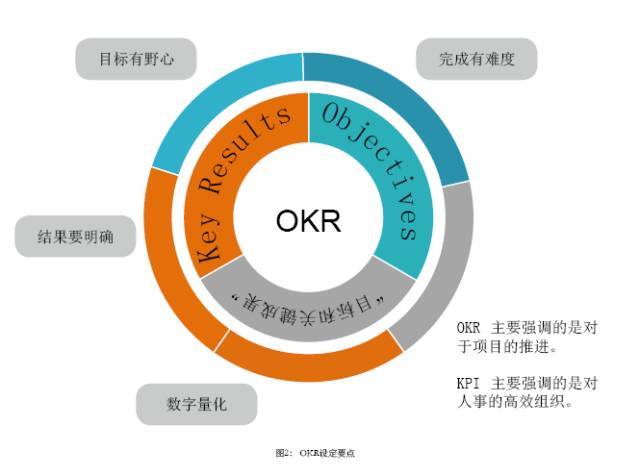 目标有野心
完成有难度
Key Results
Objectives
OKR
结果要明确
“目标和关键成果”
OKR 主要强调的是对
于项目的推进。
KPI 主要强调的是对
人事的高效组织。
数字量化
图2: OKR设定要点